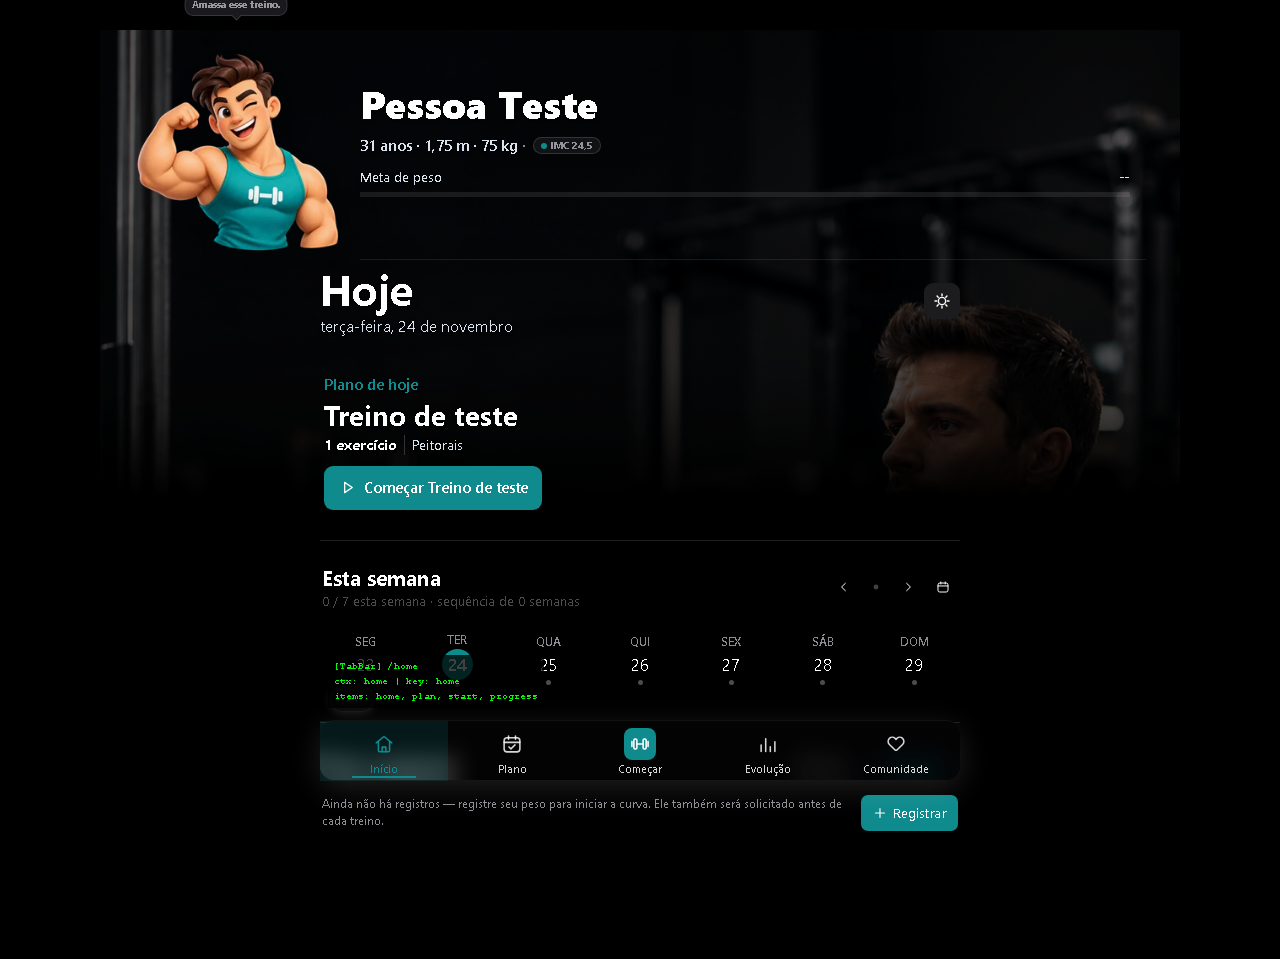 Amassa esse treino.
Pessoa Teste
31 anos · 1,75 m · 75 kg · IMC 24,5
Meta de peso --
Hoje
terça-feira, 24 de novembro
Plano de hoje
Treino de teste
1 exercício Peitorais
Começar Treino de teste
Esta semana
0 / 7 esta semana · sequência de 0 semanas
SEG TER QUA QUI SEX SÁB DOM
23 24 25 26 27 28 29
[TabBar] /home
ctx: home | key: home
items: home, plan, start, progress
Início Plano Começar Evolução Comunidade
Ainda não há registros — registre seu peso para iniciar a curva. Ele também será solicitado antes de
cada treino.
Registrar